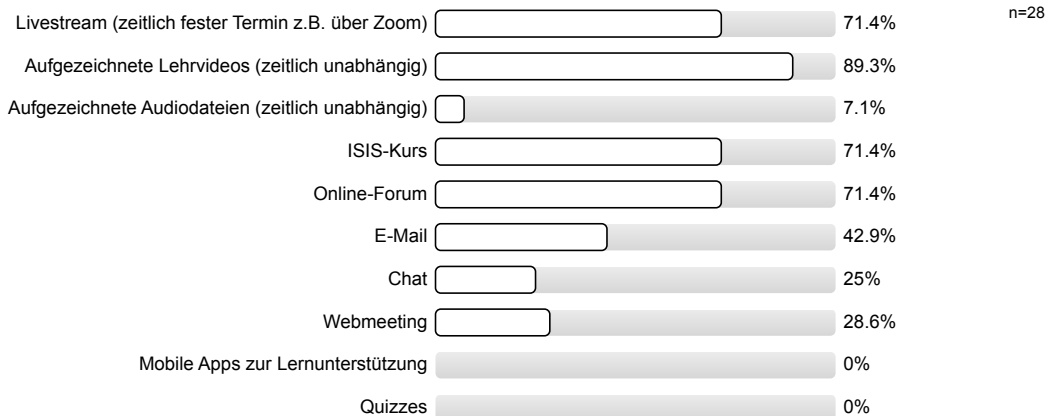 Livestream (zeitlich fester Termin z.B. über Zoom) 71.4% n=28
Aufgezeichnete Lehrvideos (zeitlich unabhängig) 89.3%
Aufgezeichnete Audiodateien (zeitlich unabhängig) 7.1%
ISIS-Kurs 71.4%
Online-Forum 71.4%
E-Mail 42.9%
Chat 25%
Webmeeting 28.6%
Mobile Apps zur Lernunterstützung 0%
Quizzes 0%